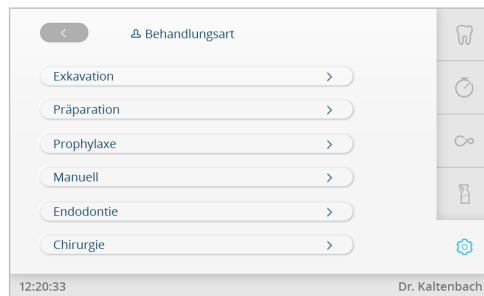 Behandlungsart
Exkavation
Präparation
Prophylaxe
Manuell
Endodontie
Chirurgie
12:20:33 Dr. Kaltenbach